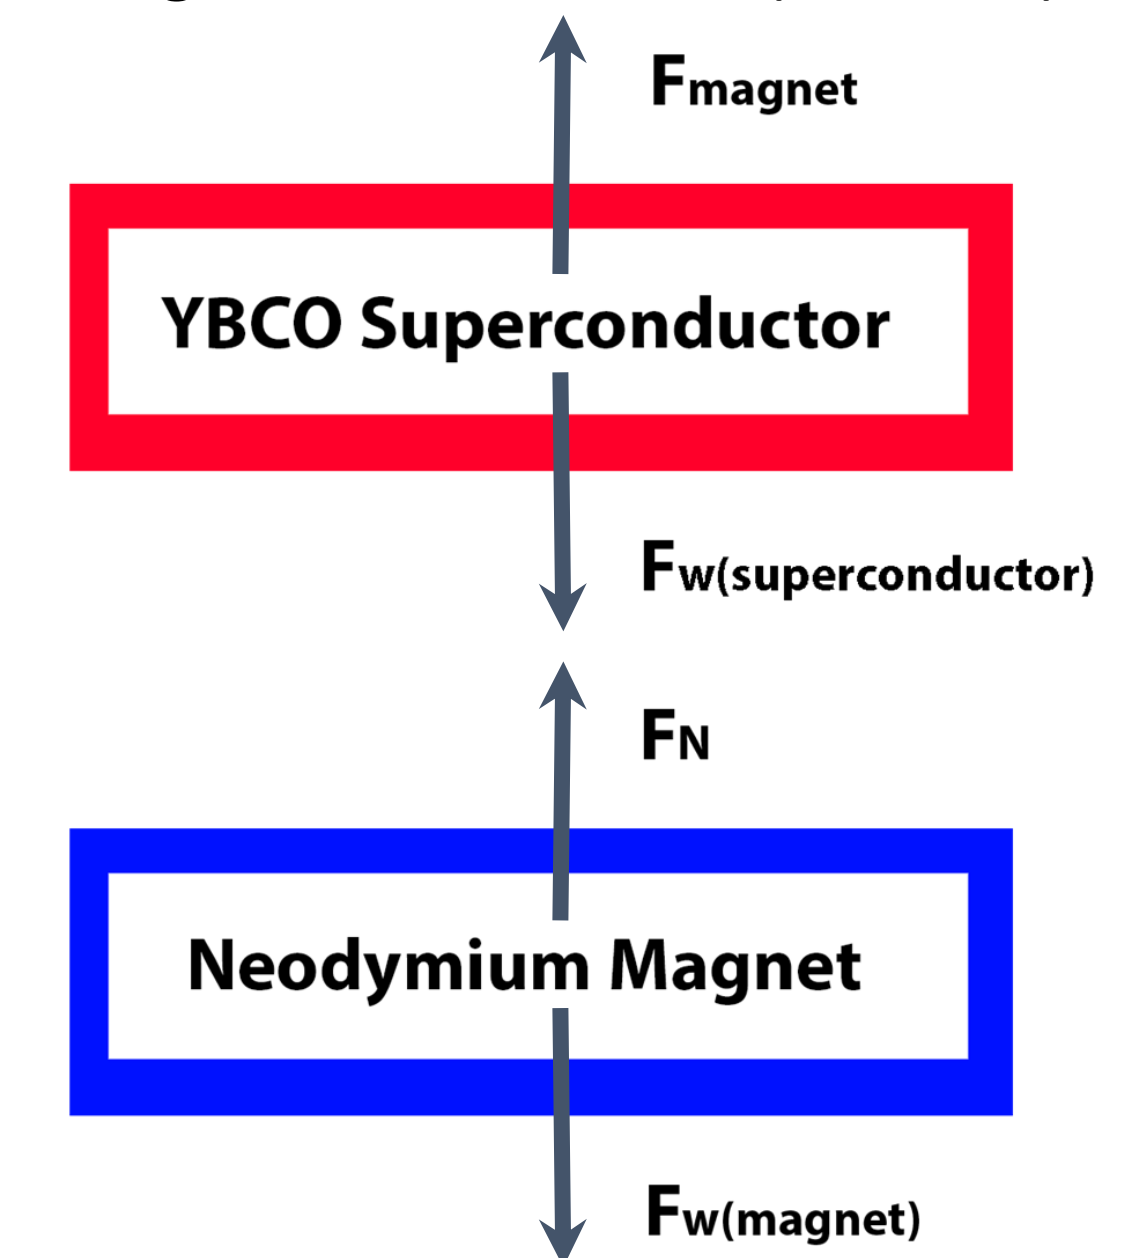 Fmagnet
YBCO Superconductor
Fw(superconductor)
FN
Neodymium Magnet
Fw(magnet)